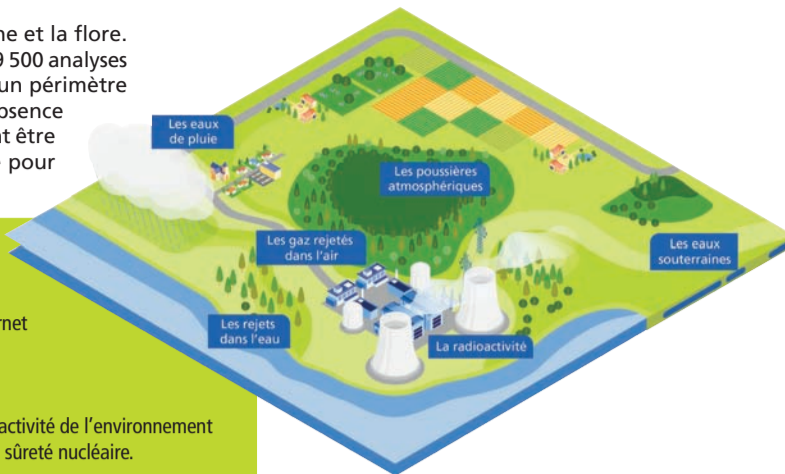 ne et la flore.
9 500 analyses
un périmètre
bsence
nt être
pour
Les eaux
de pluie
Les poussières
atmosphériques
Les gaz rejetés
dans l'air
Les eaux
souterraines
Les rejets
dans l'eau
La radioactivité
rnet
activité de l'environnement
sûreté nucléaire.